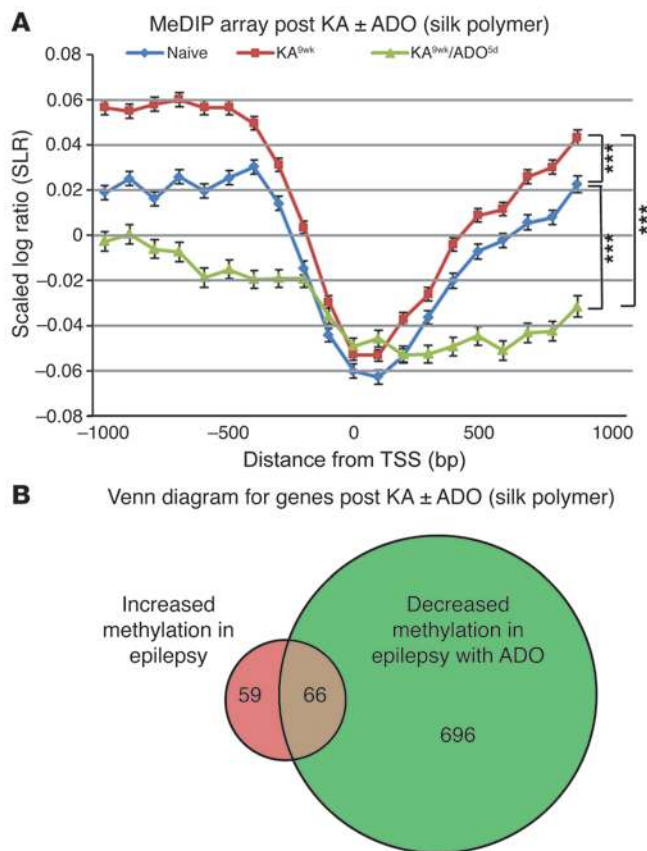 A MeDIP array post KA ± ADO (silk polymer)
Naive KA9wk KA9wk/ADO5d
Scaled log ratio (SLR)
0.08
0.06
0.04
0.02
0
−0.02
−0.04
−0.06
−0.08
***
***
***
−1000 −500 0 500 1000
Distance from TSS (bp)
B Venn diagram for genes post KA ± ADO (silk polymer)
Increased
methylation in
epilepsy
Decreased
methylation in
epilepsy with ADO
59 66
696